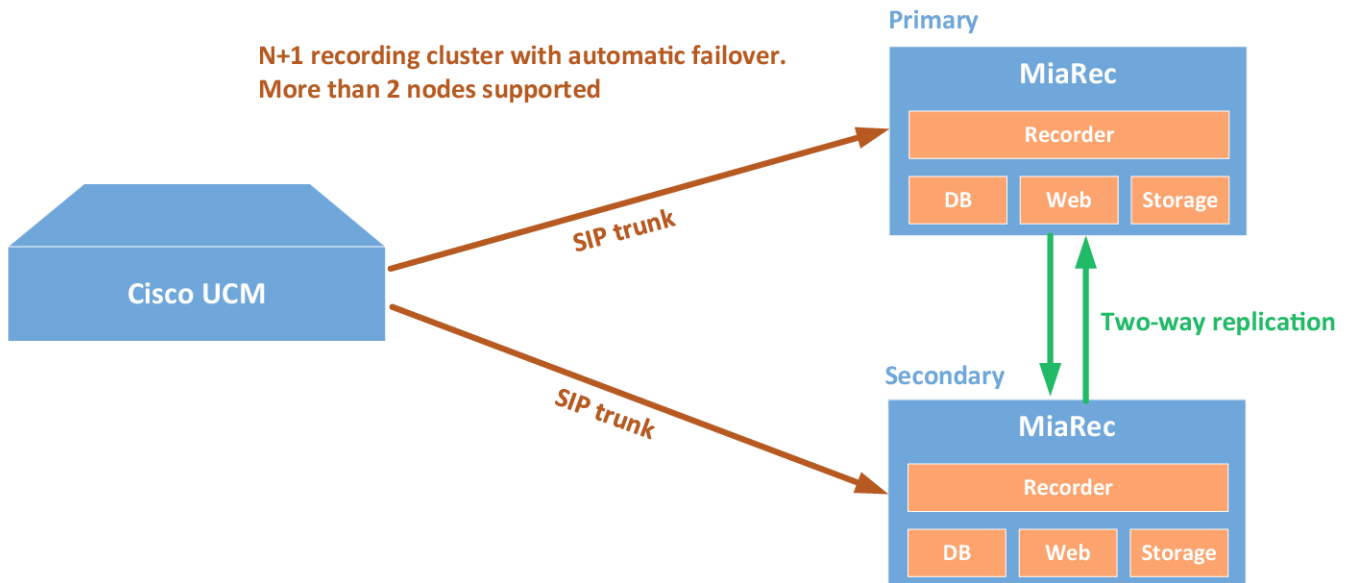 Primary
N+1 recording cluster with automatic failover.
More than 2 nodes supported
MiaRec
Recorder
DB
Web
Storage
SIP trunk
Cisco UCM
Two-way replication
Secondary
SIP trunk
MiaRec
Recorder
DB
Web
Storage